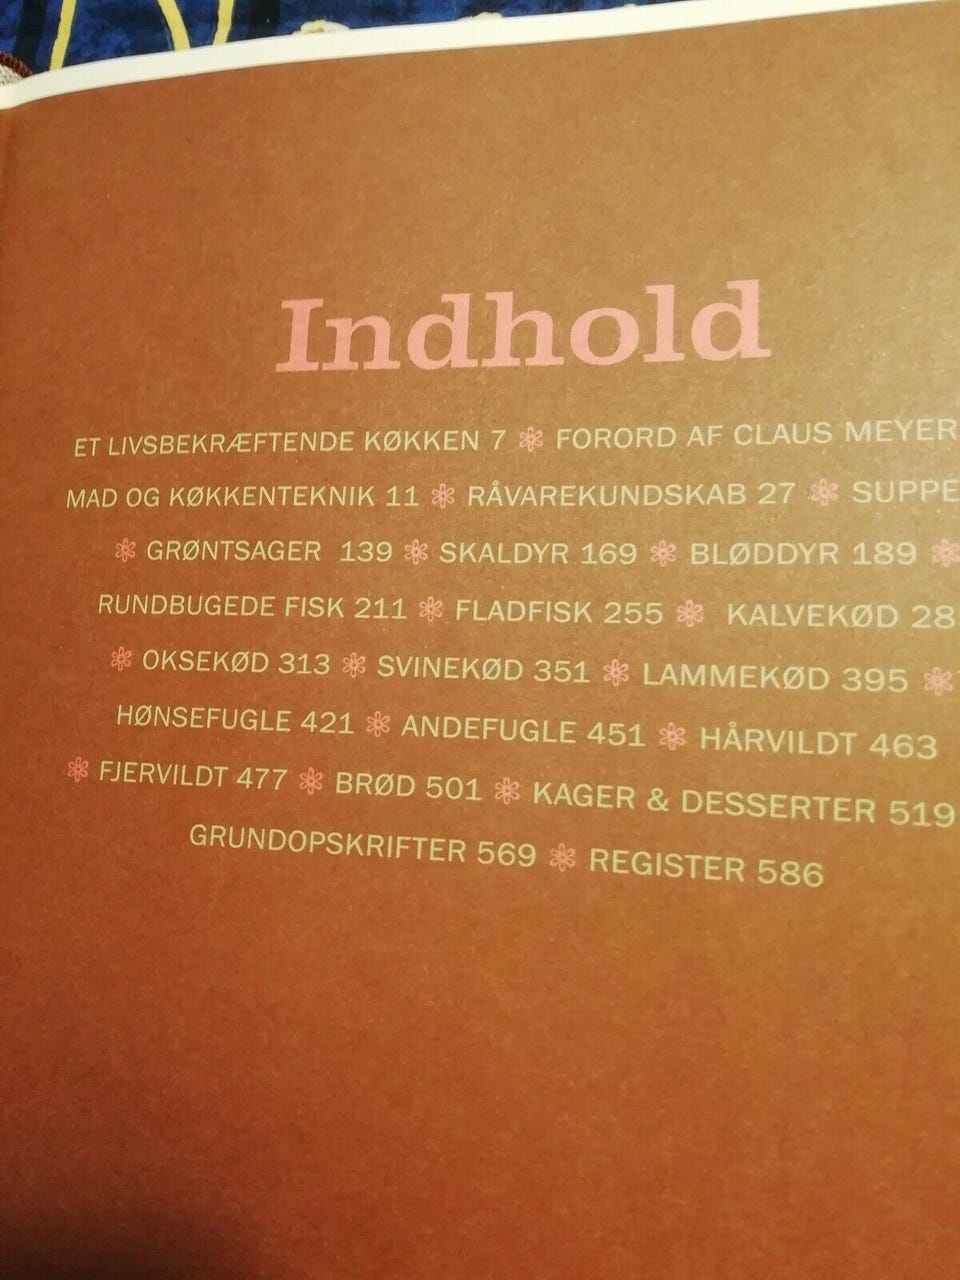 Indhold
ET LIVSBEKRÆFTENDE KØKKEN 7 FORORD AF CLAUS MEYER
MAD OG KØKKENTEKNIK 11 RÅVAREKUNDSKAB 27
GRØNTSAGER 139 SKALDYR 169 BLØDDYR 189
RUNDBUGEDE FISK 211 FLADFISK 255 KALVEKØD
OKSEKØD 313 SVINEKØD 351 LAMMEKØD 395
HØNSEFUGLE 421 ANDEFUGLE 451 HÅRVILDT 463
FJERVILDT 477 BRØD 501 KAGER & DESSERTER 519
GRUNDOPSKRIFTER 569 REGISTER 586